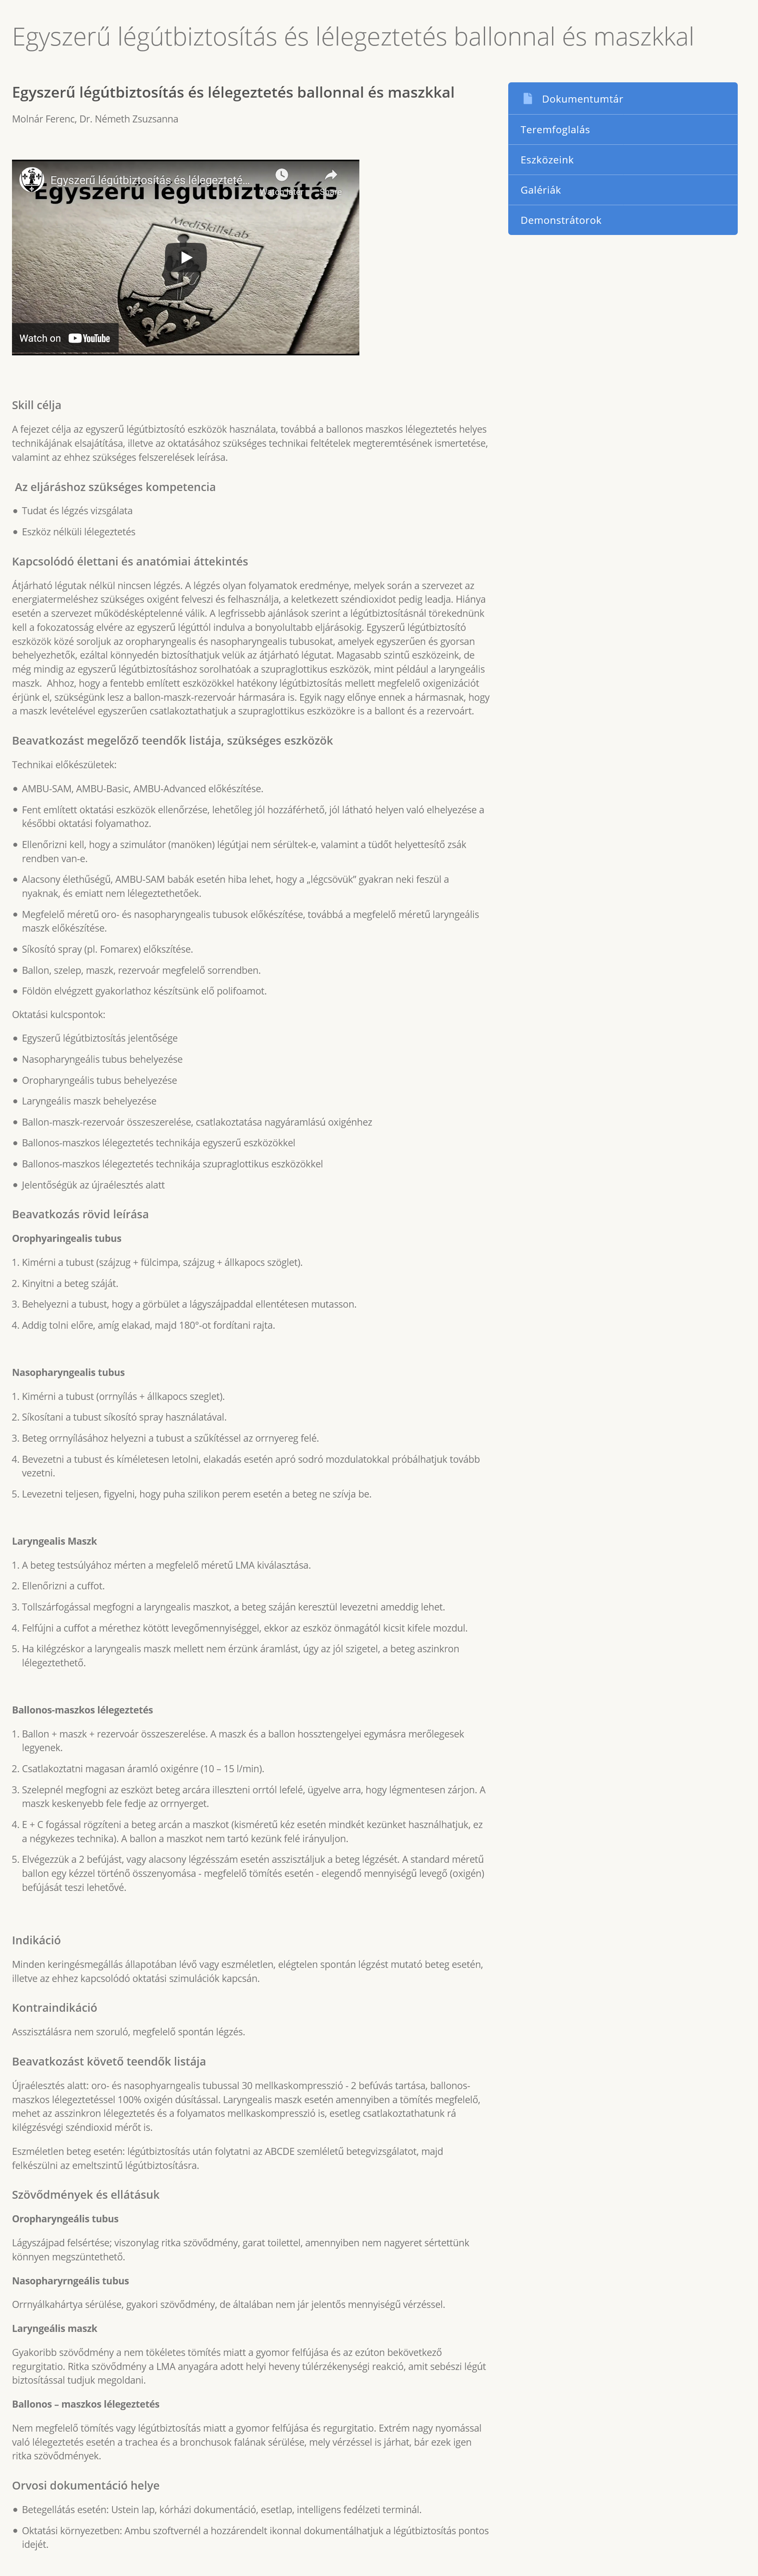 Egyszerű légútbiztosítás és lélegeztetés ballonnal és maszkkal
Egyszerű légútbiztosítás és lélegeztetés ballonnal és maszkkal
Molnár Ferenc, Dr. Németh Zsuzsanna
Dokumentumtár
Teremfoglalás
Eszközeink
Galériák
Demonstrátorok
Egyszerű légútbiztosítás és lélegezteté...
Egyszerű légútbiztosítás
MediSkillsLab
Watch on YouTube
Skill célja
A fejezet célja az egyszerű légútbiztosító eszközök használata, továbbá a ballonos maszkos lélegeztetés helyes
technikájának elsajátítása, illetve az oktatásához szükséges technikai feltételek megteremtésének ismertetése,
valamint az ehhez szükséges felszerelések leírása.
Az eljáráshoz szükséges kompetencia
Tudat és légzés vizsgálata
Eszköz nélküli lélegeztetés
Kapcsolódó élettani és anatómiai áttekintés
Átjárható légutak nélkül nincsen légzés. A légzés olyan folyamatok eredménye, melyek során a szervezet az
energiatermeléshez szükséges oxigént felveszi és felhasználja, a keletkezett széndioxidot pedig leadja. Hiánya
esetén a szervezet működésképtelenné válik. A legfrissebb ajánlások szerint a légútbiztosításnál törekednünk
kell a fokozatosság elvére az egyszerű légúttól indulva a bonyolultabb eljárásokig. Egyszerű légútbiztosító
eszközök közé soroljuk az oropharyngealis és nasopharyngealis tubusokat, amelyek egyszerűen és gyorsan
behelyezhetők, ezáltal könnyedén biztosíthatjuk velük az átjárható légutat. Magasabb szintű eszközeink, de
még mindig az egyszerű légútbiztosításhoz sorolhatóak a szupraglottikus eszközök, mint például a laryngeális
maszk.  Ahhoz, hogy a fentebb említett eszközökkel hatékony légútbiztosítás mellett megfelelő oxigenizációt
érjünk el, szükségünk lesz a ballon-maszk-rezervoár hármasára is. Egyik nagy előnye ennek a hármasnak, hogy
a maszk levételével egyszerűen csatlakoztathatjuk a szupraglottikus eszközökre is a ballont és a rezervoárt.
Beavatkozást megelőző teendők listája, szükséges eszközök
Technikai előkészületek:
AMBU-SAM, AMBU-Basic, AMBU-Advanced előkészítése.
Fent említett oktatási eszközök ellenőrzése, lehetőleg jól hozzáférhető, jól látható helyen való elhelyezése a
későbbi oktatási folyamathoz.
Ellenőrizni kell, hogy a szimulátor (manöken) légútjai nem sérültek-e, valamint a tüdőt helyettesítő zsák
rendben van-e.
Alacsony élethűségű, AMBU-SAM babák esetén hiba lehet, hogy a „légcsövük” gyakran neki feszül a
nyaknak, és emiatt nem lélegeztethetőek.
Megfelelő méretű oro- és nasopharyngealis tubusok előkészítése, továbbá a megfelelő méretű laryngeális
maszk előkészítése.
Síkosító spray (pl. Fomarex) előkszítése.
Ballon, szelep, maszk, rezervoár megfelelő sorrendben.
Földön elvégzett gyakorlathoz készítsünk elő polifoamot.
Oktatási kulcspontok:
Egyszerű légútbiztosítás jelentősége
Nasopharyngeális tubus behelyezése
Oropharyngeális tubus behelyezése
Laryngeális maszk behelyezése
Ballon-maszk-rezervoár összeszerelése, csatlakoztatása nagyáramlású oxigénhez
Ballonos-maszkos lélegeztetés technikája egyszerű eszközökkel
Ballonos-maszkos lélegeztetés technikája szupraglottikus eszközökkel
Jelentőségük az újraélesztés alatt
Beavatkozás rövid leírása
Orophyaringealis tubus
1. Kimérni a tubust (szájzug + fülcimpa, szájzug + állkapocs szöglet).
2. Kinyitni a beteg száját.
3. Behelyezni a tubust, hogy a görbület a lágyszájpaddal ellentétesen mutasson.
4. Addig tolni előre, amíg elakad, majd 180°-ot fordítani rajta.
Nasopharyngealis tubus
1. Kimérni a tubust (orrnyílás + állkapocs szeglet).
2. Síkosítani a tubust síkosító spray használatával.
3. Beteg orrnyílásához helyezni a tubust a szűkítéssel az orrnyereg felé.
4. Bevezetni a tubust és kíméletesen letolni, elakadás esetén apró sodró mozdulatokkal próbálhatjuk tovább
vezetni.
5. Levezetni teljesen, figyelni, hogy puha szilikon perem esetén a beteg ne szívja be.
Laryngealis Maszk
1. A beteg testsúlyához mérten a megfelelő méretű LMA kiválasztása.
2. Ellenőrizni a cuffot.
3. Tollszárfogással megfogni a laryngealis maszkot, a beteg száján keresztül levezetni ameddig lehet.
4. Felfújni a cuffot a mérethez kötött levegőmennyiséggel, ekkor az eszköz önmagától kicsit kifele mozdul.
5. Ha kilégzéskor a laryngealis maszk mellett nem érzünk áramlást, úgy az jól szigetel, a beteg aszinkron
lélegeztethető.
Ballonos-maszkos lélegeztetés
1. Ballon + maszk + rezervoár összeszerelése. A maszk és a ballon hossztengelyei egymásra merőlegesek
legyenek.
2. Csatlakoztatni magasan áramló oxigénre (10 – 15 l/min).
3. Szelepnél megfogni az eszközt beteg arcára illeszteni orrtól lefelé, ügyelve arra, hogy légmentesen zárjon. A
maszk keskenyebb fele fedje az orrnyerget.
4. E + C fogással rögzíteni a beteg arcán a maszkot (kisméretű kéz esetén mindkét kezünket használhatjuk, ez
a négykezes technika). A ballon a maszkot nem tartó kezünk felé irányuljon.
5. Elvégezzük a 2 befújást, vagy alacsony légzésszám esetén asszisztáljuk a beteg légzését. A standard méretű
ballon egy kézzel történő összenyomása - megfelelő tömítés esetén - elegendő mennyiségű levegő (oxigén)
befújását teszi lehetővé.
Indikáció
Minden keringésmegállás állapotában lévő vagy eszméletlen, elégtelen spontán légzést mutató beteg esetén,
illetve az ehhez kapcsolódó oktatási szimulációk kapcsán.
Kontraindikáció
Asszisztálásra nem szoruló, megfelelő spontán légzés.
Beavatkozást követő teendők listája
Újraélesztés alatt: oro- és nasophyarngealis tubussal 30 mellkaskompresszió - 2 befúvás tartása, ballonos-
maszkos lélegeztetéssel 100% oxigén dúsítással. Laryngealis maszk esetén amennyiben a tömítés megfelelő,
mehet az asszinkron lélegeztetés és a folyamatos mellkaskompresszió is, esetleg csatlakoztathatunk rá
kilégzésvégi széndioxid mérőt is.
Eszméletlen beteg esetén: légútbiztosítás után folytatni az ABCDE szemléletű betegvizsgálatot, majd
felkészülni az emeltszintű légútbiztosításra.
Szövődmények és ellátásuk
Oropharyngeális tubus
Lágyszájpad felsértése; viszonylag ritka szövődmény, garat toilettel, amennyiben nem nagyeret sértettünk
könnyen megszüntethető.
Nasopharyrngeális tubus
Orrnyálkahártya sérülése, gyakori szövődmény, de általában nem jár jelentős mennyiségű vérzéssel.
Laryngeális maszk
Gyakoribb szövődmény a nem tökéletes tömítés miatt a gyomor felfújása és az ezúton bekövetkező
regurgitatio. Ritka szövődmény a LMA anyagára adott helyi heveny túlérzékenységi reakció, amit sebészi légút
biztosítással tudjuk megoldani.
Ballonos – maszkos lélegeztetés
Nem megfelelő tömítés vagy légútbiztosítás miatt a gyomor felfújása és regurgitatio. Extrém nagy nyomással
való lélegeztetés esetén a trachea és a bronchusok falának sérülése, mely vérzéssel is járhat, bár ezek igen
ritka szövődmények.
Orvosi dokumentáció helye
Betegellátás esetén: Ustein lap, kórházi dokumentáció, esetlap, intelligens fedélzeti terminál.
Oktatási környezetben: Ambu szoftvernél a hozzárendelt ikonnal dokumentálhatjuk a légútbiztosítás pontos
idejét.